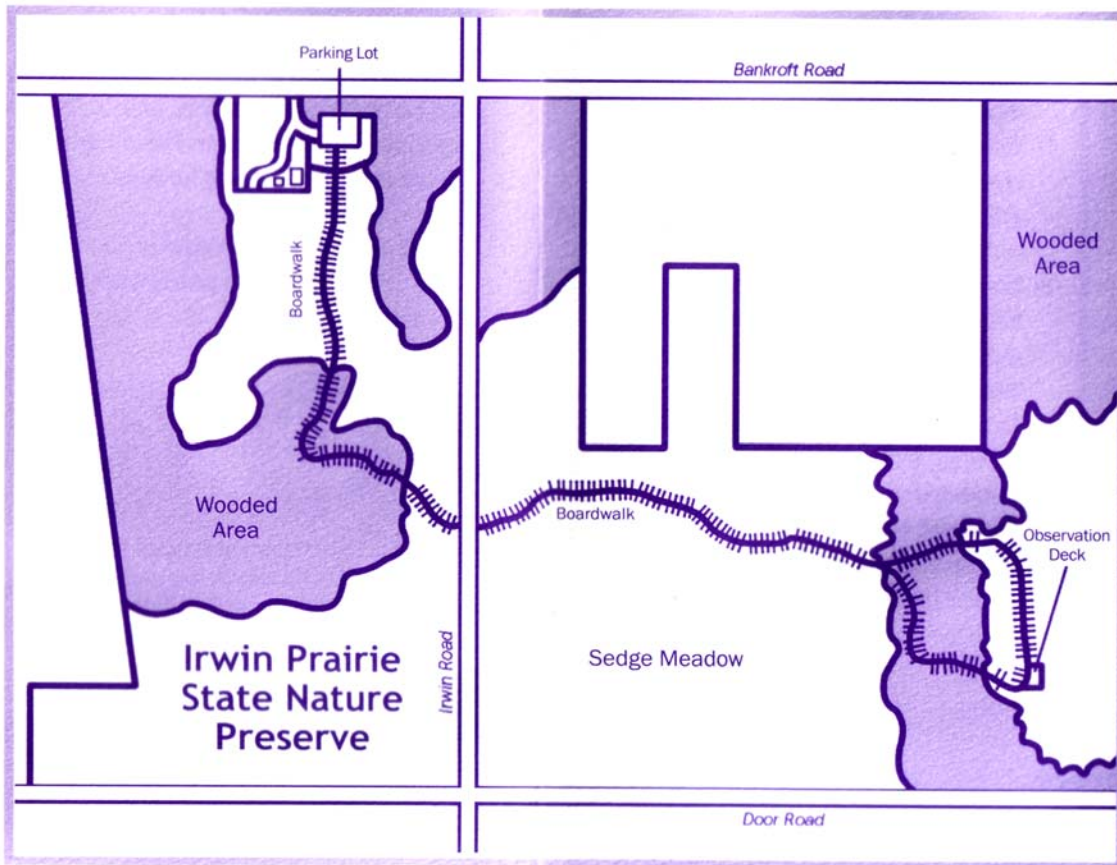 Parking Lot
Bankroft Road
Boardwalk
Wooded
Area
Wooded
Area
Boardwalk
Observation
Deck
Irwin Prairie
State Nature
Preserve
Irwin Road
Sedge Meadow
Door Road